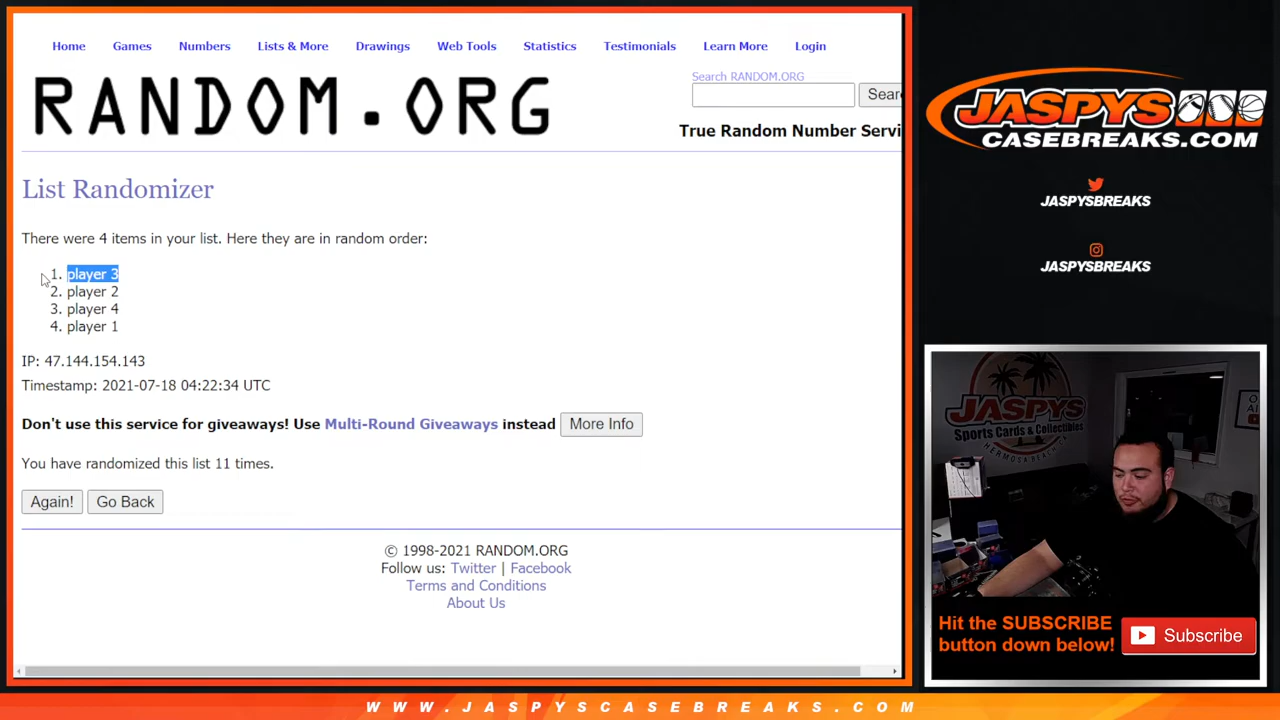 Home Games Numbers Lists & More Drawings Web Tools Statistics Testimonials Learn More Login
RANDOM.ORG
Search RANDOM.ORG
Sear
True Random Number Servi
List Randomizer
There were 4 items in your list. Here they are in random order:
1. player 3
2. player 2
3. player 4
4. player 1
IP: 47.144.154.143
Timestamp: 2021-07-18 04:22:34 UTC
Don't use this service for giveaways! Use Multi-Round Giveaways instead More Info
You have randomized this list 11 times.
Again! Go Back
© 1998-2021 RANDOM.ORG
Follow us: Twitter | Facebook
Terms and Conditions
About Us
JASPYS
CASEBREAKS.COM
JASPYSBREAKS
JASPYSBREAKS
JASPYS
Sports Cards & Collectibles
HERMOSA BEACH
Hit the SUBSCRIBE
button down below!
Subscribe
WWW.JASPYSCASEBREAKS.COM